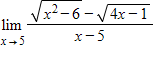 lim x→5 (√(x²−6) − √(4x−1)) / (x−5)